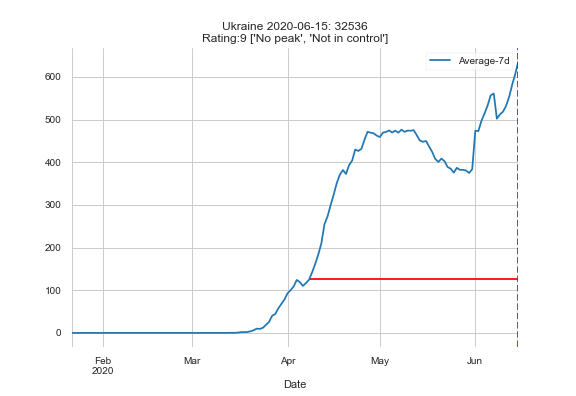 Ukraine 2020-06-15: 32536
Rating:9 ['No peak', 'Not in control']
Average-7d
600
500
400
300
200
100
0
Feb
2020
Mar
Apr
May
Jun
Date